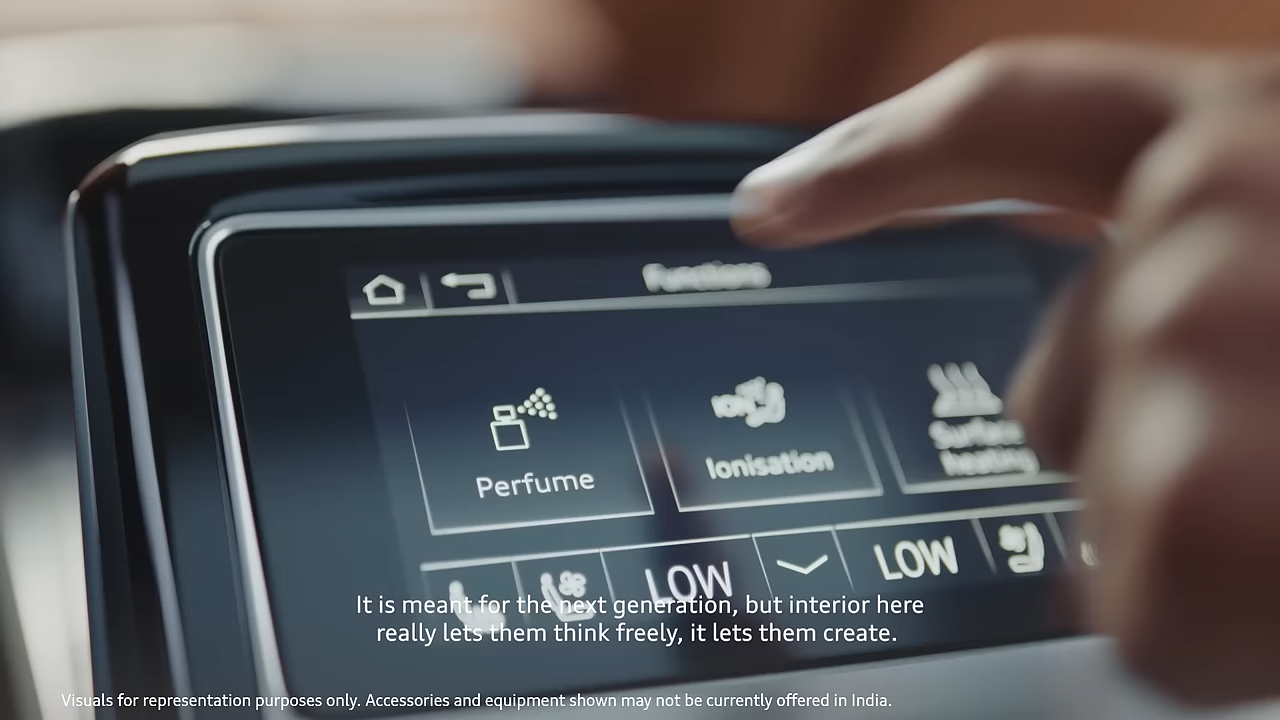 Functions
ION
Perfume
Ionisation
Surface
heating
LOW
LOW
It is meant for the next generation, but interior here
really lets them think freely, it lets them create.
Visuals for representation purposes only. Accessories and equipment shown may not be currently offered in India.